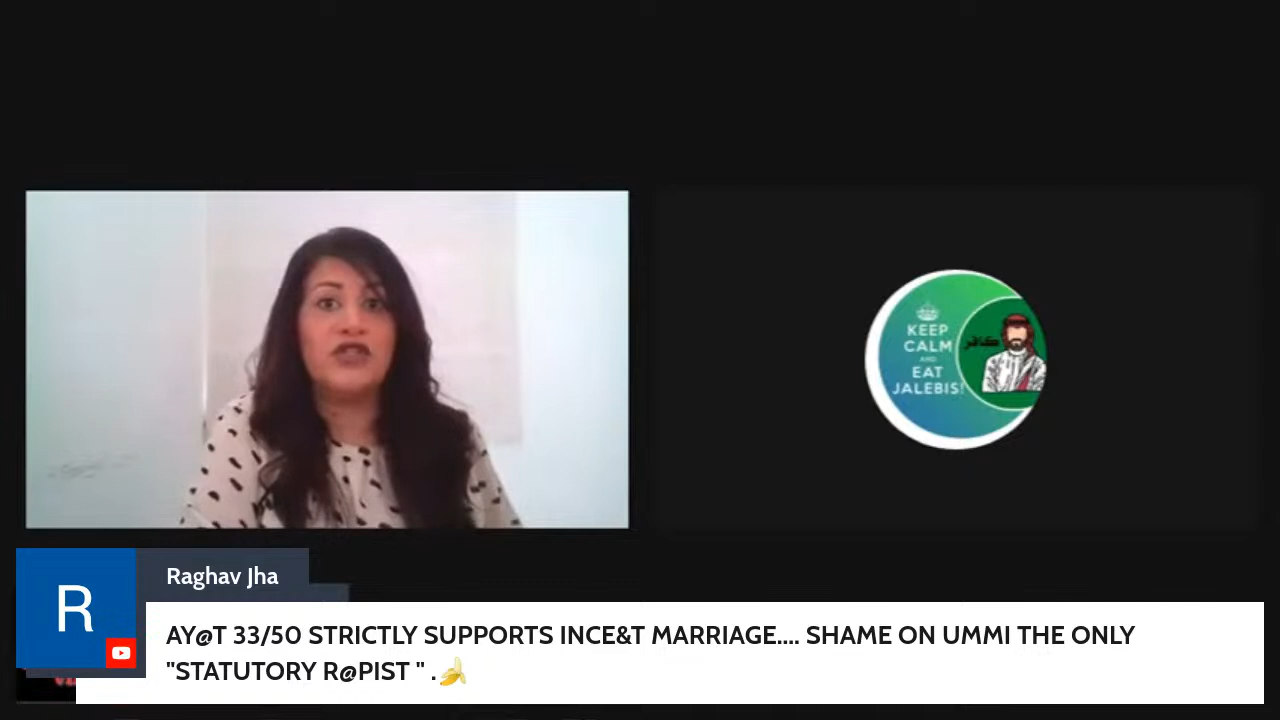 KEEP
CALM
AND
EAT
JALEBIS!
كافر
Raghav Jha
R
AY@T 33/50 STRICTLY SUPPORTS INCE&T MARRIAGE.... SHAME ON UMMI THE ONLY
"STATUTORY R@PIST " .🍌